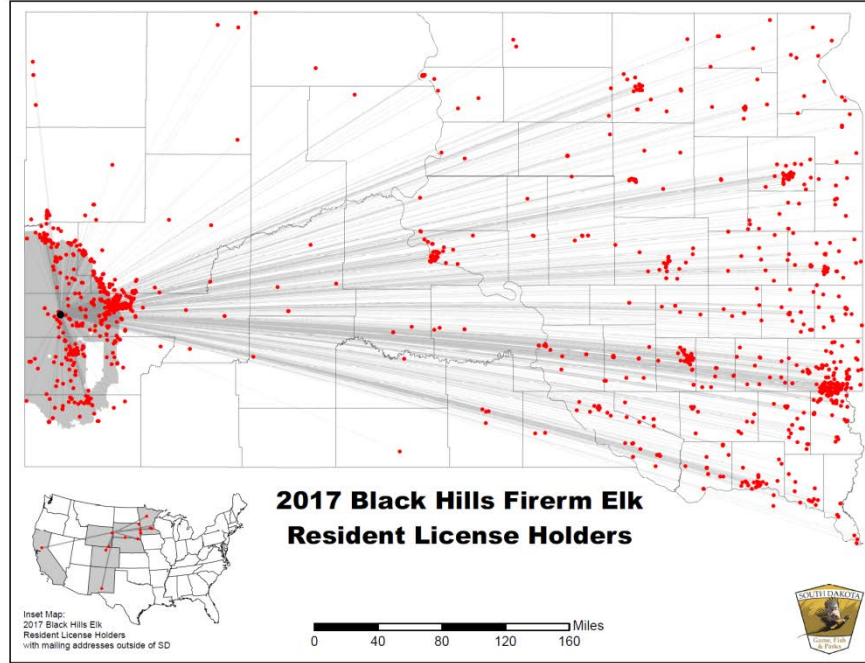 2017 Black Hills Firerm Elk
Resident License Holders
Inset Map:
2017 Black Hills Elk
Resident License Holders
with mailing addresses outside of SD
0 40 80 120 160 Miles
SOUTH DAKOTA
Game, Fish
& Parks